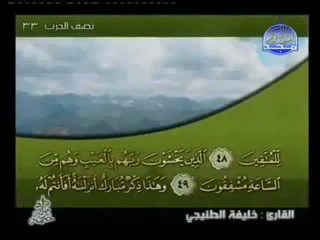 نصف الحزب ٣٣
المجد
لِّلْمُتَّقِينَ ٤٨ الَّذِينَ يَخْشَوْنَ رَبَّهُم بِالْغَيْبِ وَهُم مِّنَ
السَّاعَةِ مُشْفِقُونَ ٤٩ وَهَٰذَا ذِكْرٌ مُّبَارَكٌ أَنزَلْنَاهُ أَفَأَنتُمْ لَهُ
القارئ : خليفة الطنيجي